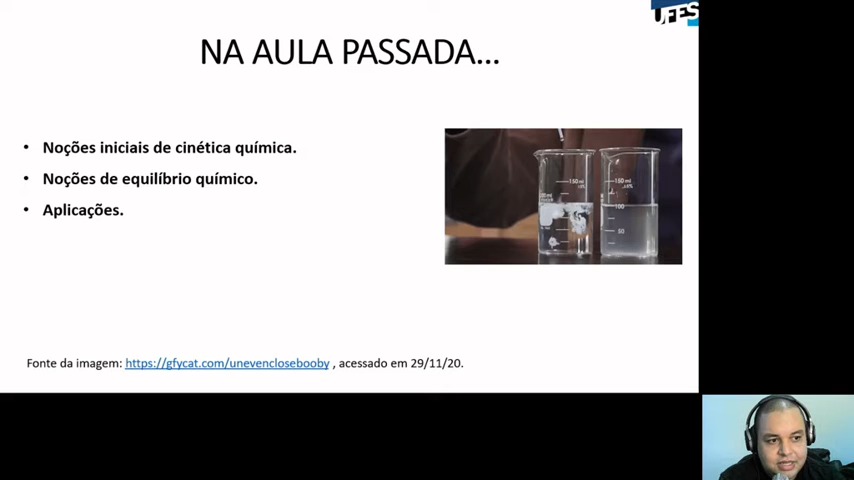 UFES
NA AULA PASSADA...
• Noções iniciais de cinética química.
• Noções de equilíbrio químico.
• Aplicações.
150 ml
150 ml
100
50
Fonte da imagem: https://gfycat.com/unevenclosebooby , acessado em 29/11/20.